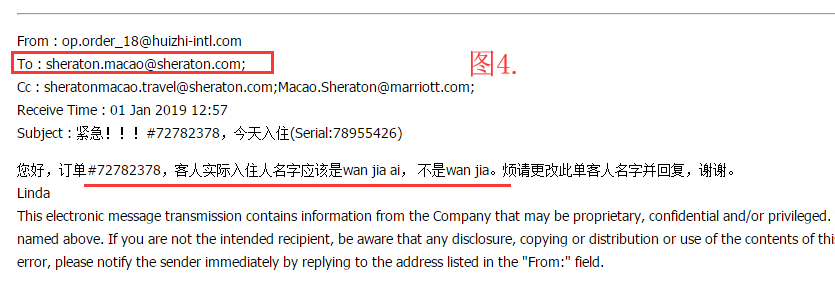 From : op.order_18@huizhi-intl.com
To : sheraton.macao@sheraton.com;
图4.
Cc : sheratonmacao.travel@sheraton.com;Macao.Sheraton@marriott.com;
Receive Time : 01 Jan 2019 12:57
Subject : 紧急！！！#72782378，今天入住(Serial:78955426)
您好，订单#72782378，客人实际入住人名字应该是wan jia ai， 不是wan jia。烦请更改此单客人名字并回复，谢谢。
Linda
This electronic message transmission contains information from the Company that may be proprietary, confidential and/or privileged.
named above. If you are not the intended recipient, be aware that any disclosure, copying or distribution or use of the contents of thi
error, please notify the sender immediately by replying to the address listed in the "From:" field.